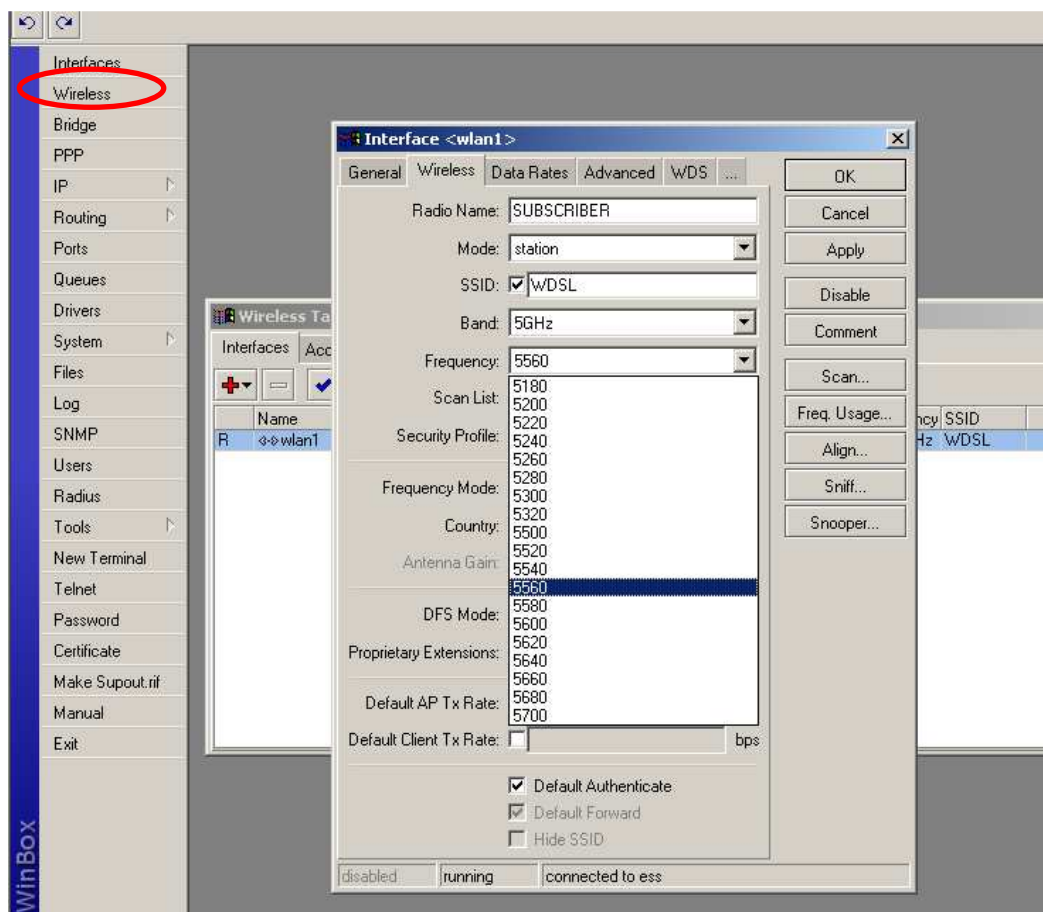 Interfaces
Wireless
Bridge
PPP
IP
Routing
Ports
Queues
Drivers
System
Files
Log
SNMP
Users
Radius
Tools
New Terminal
Telnet
Password
Certificate
Make Supout.rif
Manual
Exit
WinBox
Wireless Ta
Interfaces Acc
Name
R wlan1
ncy SSID
Hz WDSL
Interface <wlan1>
General Wireless Data Rates Advanced WDS ...
Radio Name: SUBSCRIBER
Mode: station
SSID: WDSL
Band: 5GHz
Frequency: 5560
5180
5200
5220
5240
5260
5280
5300
5320
5500
5520
5540
5560
5580
5600
5620
5640
5660
5680
5700
Scan List:
Security Profile:
Frequency Mode:
Country:
Antenna Gain:
DFS Mode:
Proprietary Extensions:
Default AP Tx Rate:
Default Client Tx Rate: bps
Default Authenticate
Default Forward
Hide SSID
disabled running connected to ess
OK
Cancel
Apply
Disable
Comment
Scan...
Freq. Usage...
Align...
Sniff...
Snooper...